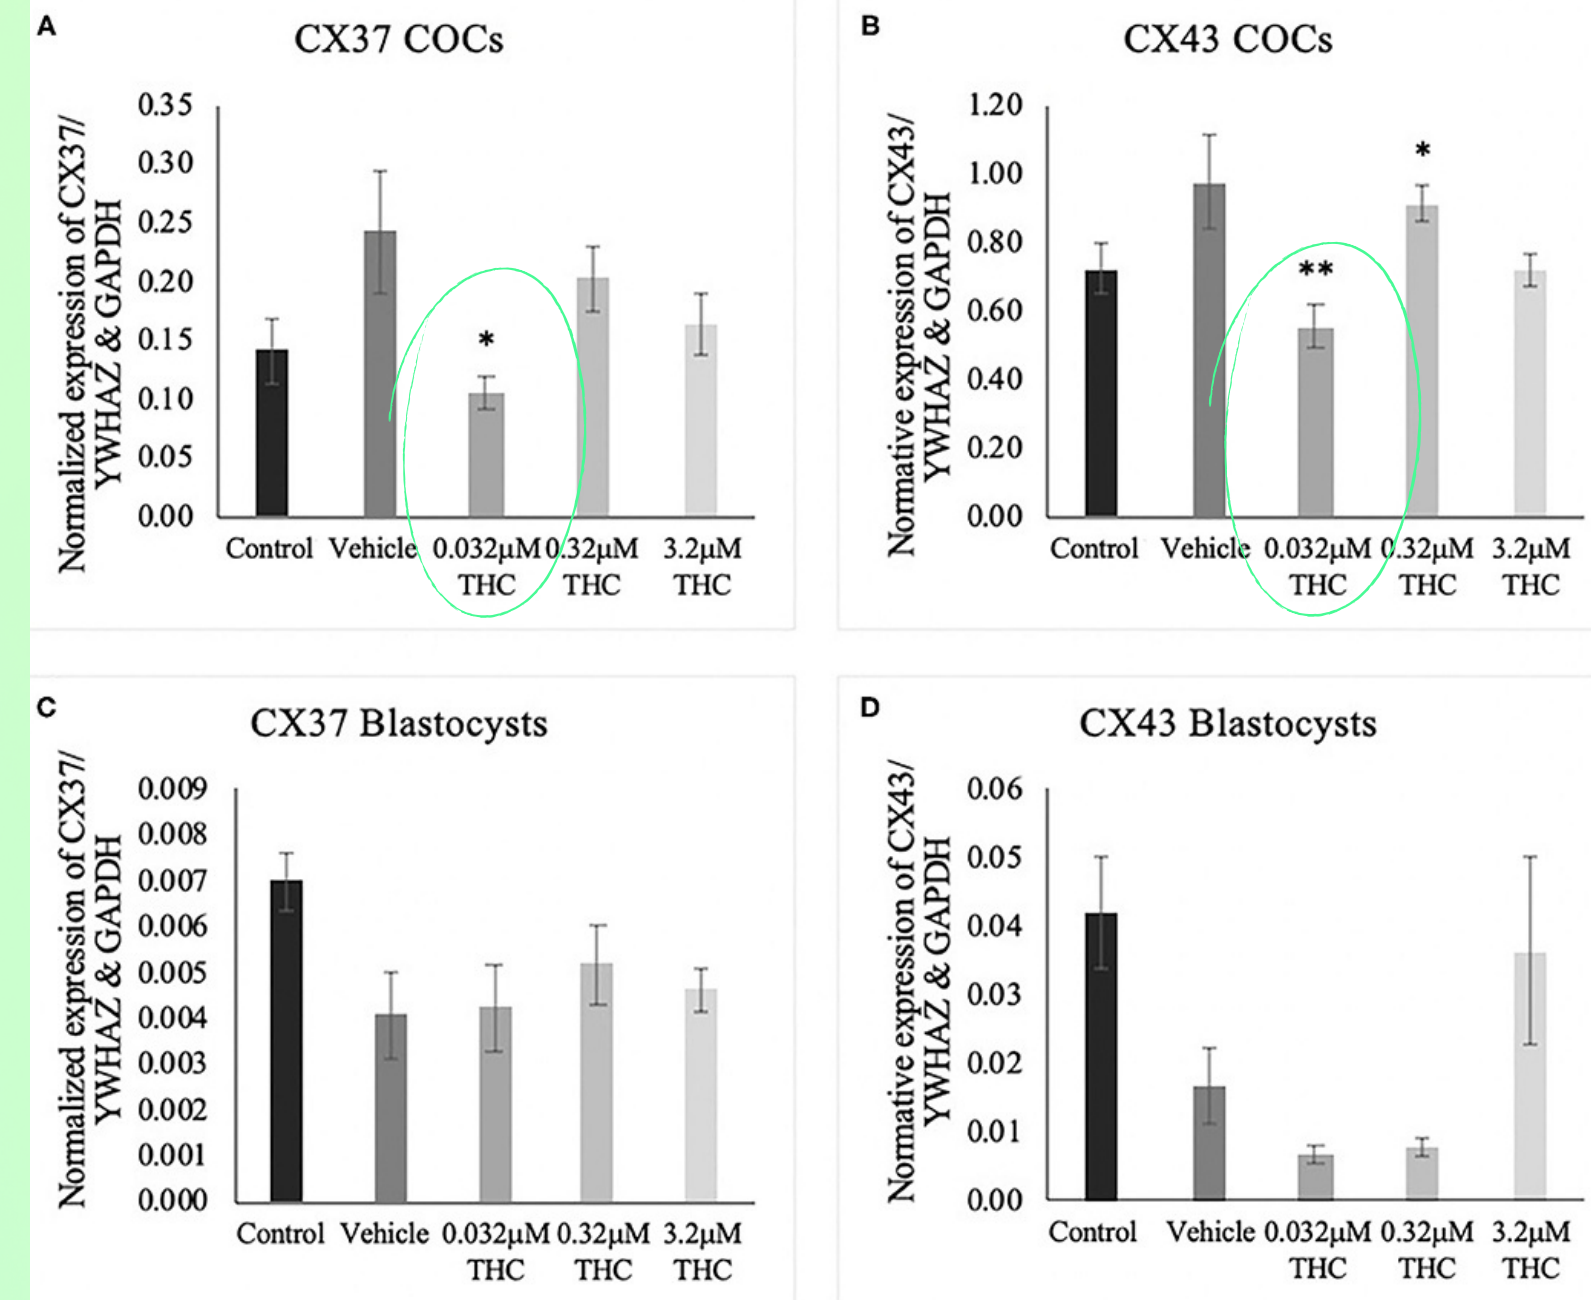 A
CX37 COCs
Normalized expression of CX37/
YWHAZ & GAPDH
0.35
0.30
0.25
0.20
0.15
0.10
0.05
0.00
*
Control Vehicle 0.032µM 0.32µM 3.2µM
THC THC THC
B
CX43 COCs
Normative expression of CX43/
YWHAZ & GAPDH
1.20
1.00
0.80
0.60
0.40
0.20
0.00
**
*
Control Vehicle 0.032µM 0.32µM 3.2µM
THC THC THC
C
CX37 Blastocysts
Normalized expression of CX37/
YWHAZ & GAPDH
0.009
0.008
0.007
0.006
0.005
0.004
0.003
0.002
0.001
0.000
Control Vehicle 0.032µM 0.32µM 3.2µM
THC THC THC
D
CX43 Blastocysts
Normative expression of CX43/
YWHAZ & GAPDH
0.06
0.05
0.04
0.03
0.02
0.01
0.00
Control Vehicle 0.032µM 0.32µM 3.2µM
THC THC THC